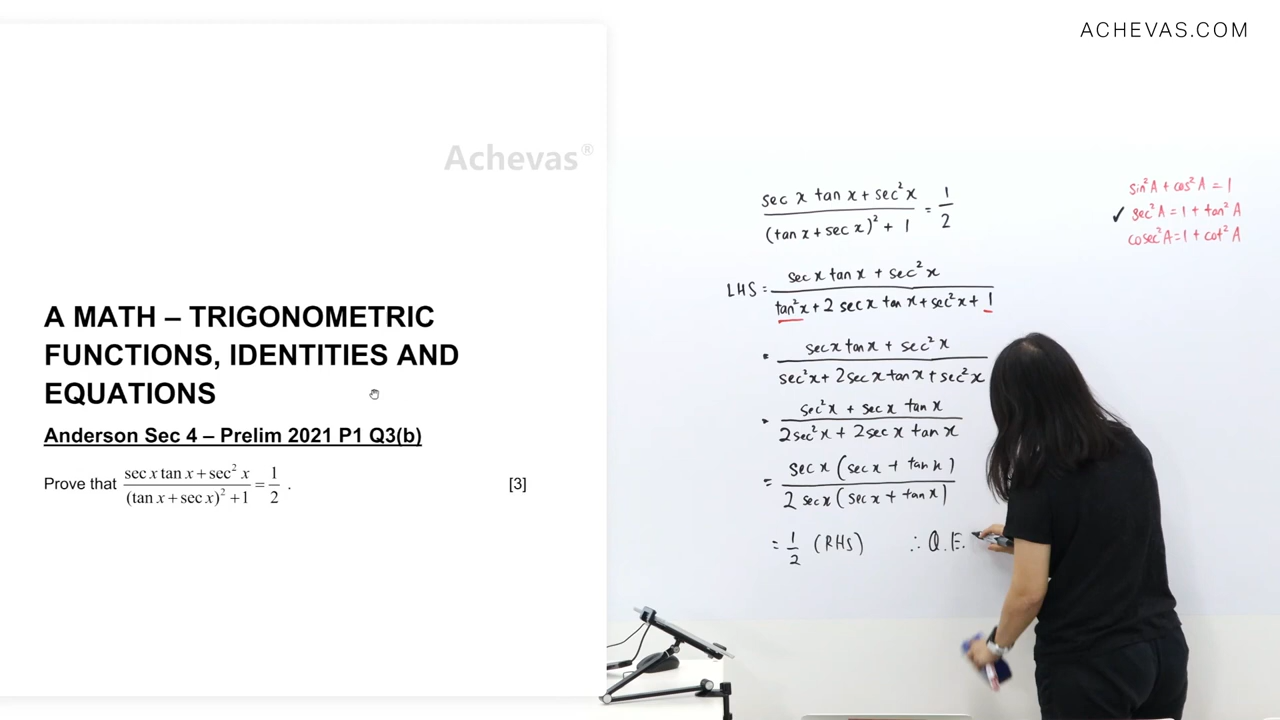 ACHEVAS.COM
Achevas®
A MATH – TRIGONOMETRIC
FUNCTIONS, IDENTITIES AND
EQUATIONS
Anderson Sec 4 – Prelim 2021 P1 Q3(b)
Prove that (sec x tan x + sec² x)/((tan x + sec x)² + 1) = 1/2 . [3]
(sec x tan x + sec² x)/((tan x + sec x)² + 1) = 1/2
LHS = (sec x tan x + sec² x)/(tan² x + 2 sec x tan x + sec² x + 1)
= (sec x tan x + sec² x)/(sec² x + 2 sec x tan x + sec² x)
= (sec² x + sec x tan x)/(2 sec² x + 2 sec x tan x)
= (sec x (sec x + tan x))/(2 sec x (sec x + tan x))
= 1/2 (RHS) ∴ Q.E.
sin² A + cos² A = 1
✓ sec² A = 1 + tan² A
cosec² A = 1 + cot² A